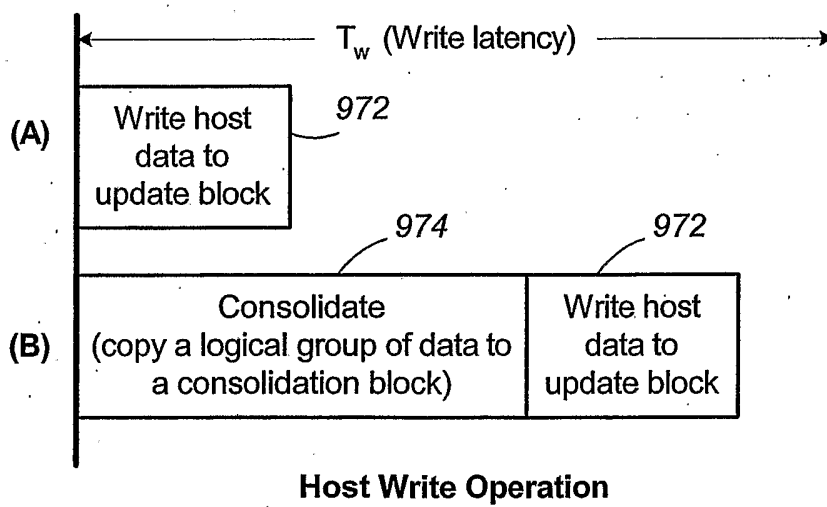 T_w (Write latency)
(A)
Write host
data to
update block
972
974
972
(B)
Consolidate
(copy a logical group of data to
a consolidation block)
Write host
data to
update block
Host Write Operation